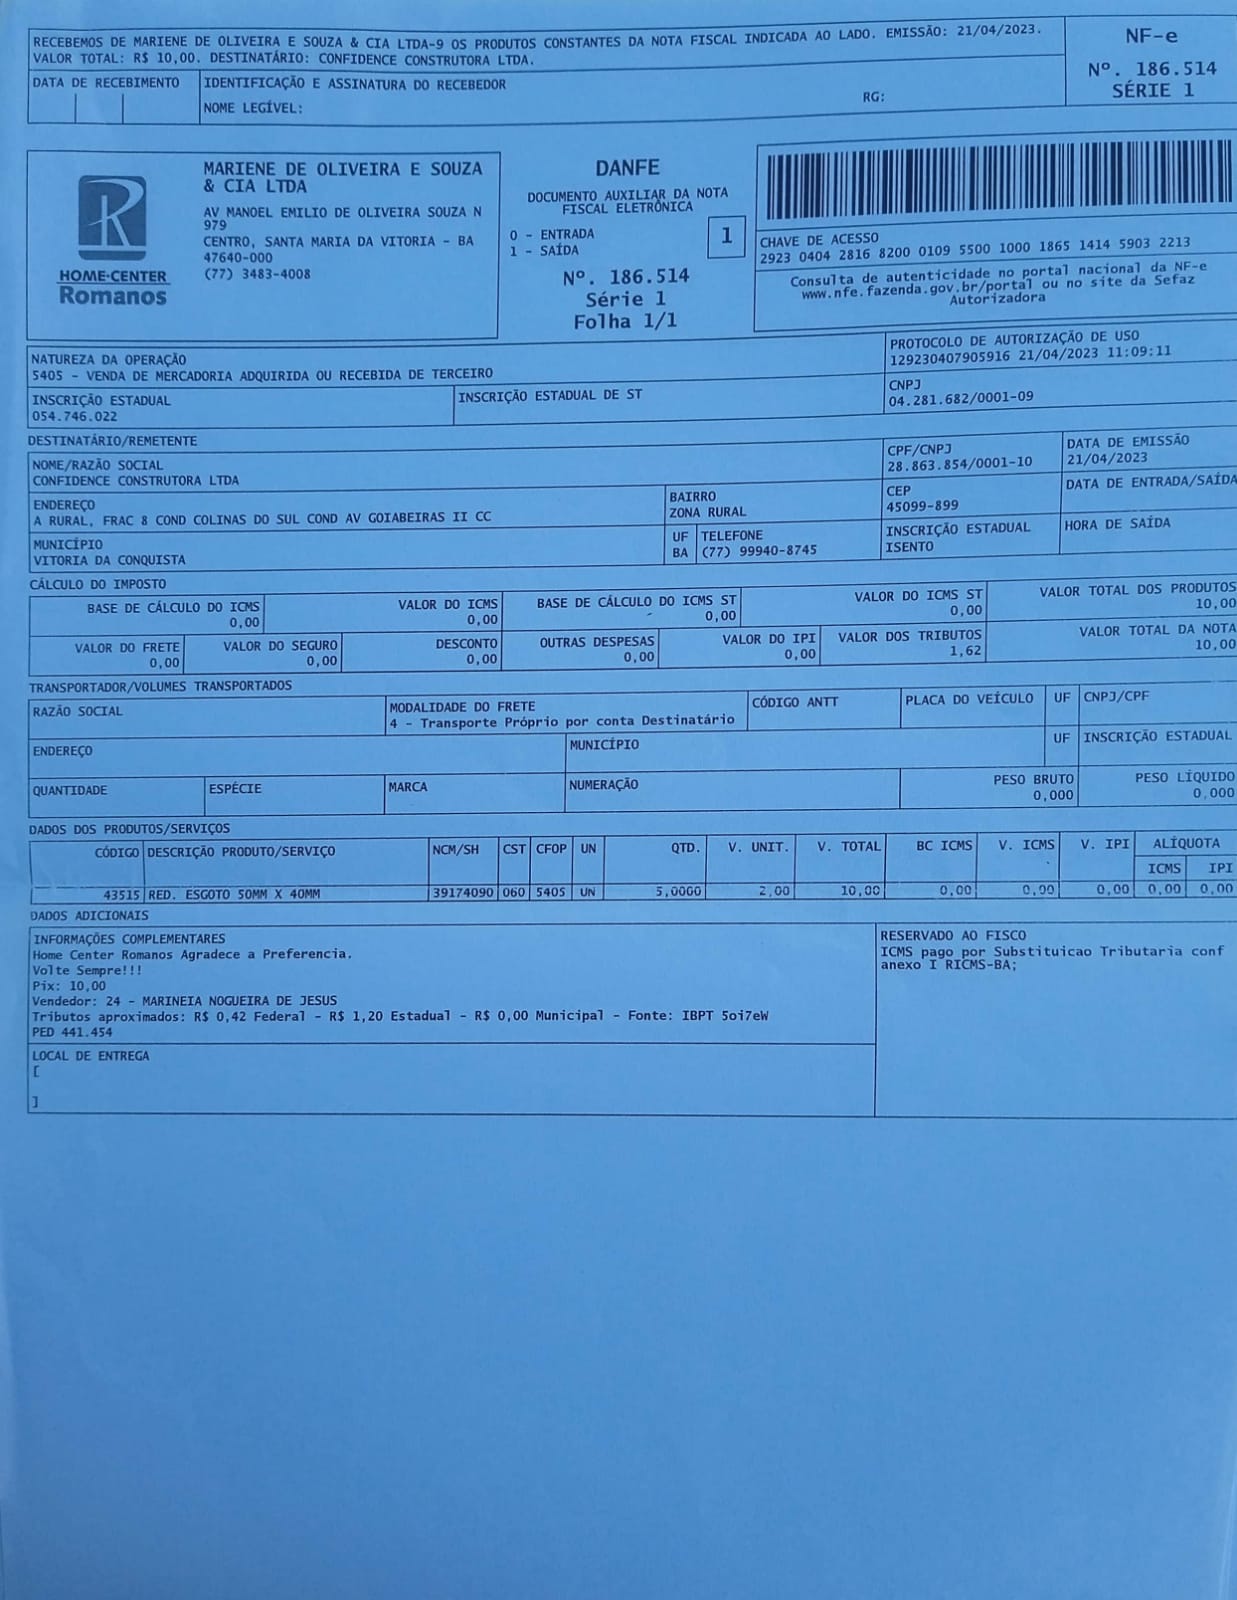 RECEBEMOS DE MARIENE DE OLIVEIRA E SOUZA & CIA LTDA-9 OS PRODUTOS CONSTANTES DA NOTA FISCAL INDICADA AO LADO. EMISSÃO: 21/04/2023.
VALOR TOTAL: R$ 10,00. DESTINATÁRIO: CONFIDENCE CONSTRUTORA LTDA.
DATA DE RECEBIMENTO
IDENTIFICAÇÃO E ASSINATURA DO RECEBEDOR
NOME LEGÍVEL:
RG:
NF-e
Nº. 186.514
SÉRIE 1
R
HOME-CENTER
Romanos
MARIENE DE OLIVEIRA E SOUZA
& CIA LTDA
AV MANOEL EMILIO DE OLIVEIRA SOUZA N
979
CENTRO, SANTA MARIA DA VITORIA - BA
47640-000
(77) 3483-4008
DANFE
DOCUMENTO AUXILIAR DA NOTA
FISCAL ELETRÔNICA
0 - ENTRADA
1 - SAÍDA
1
Nº. 186.514
Série 1
Folha 1/1
CHAVE DE ACESSO
2923 0404 2816 8200 0109 5500 1000 1865 1414 5903 2213
Consulta de autenticidade no portal nacional da NF-e
www.nfe.fazenda.gov.br/portal ou no site da Sefaz
Autorizadora
NATUREZA DA OPERAÇÃO
5405 - VENDA DE MERCADORIA ADQUIRIDA OU RECEBIDA DE TERCEIRO
PROTOCOLO DE AUTORIZAÇÃO DE USO
129230407905916 21/04/2023 11:09:11
INSCRIÇÃO ESTADUAL
054.746.022
INSCRIÇÃO ESTADUAL DE ST
CNPJ
04.281.682/0001-09
DESTINATÁRIO/REMETENTE
NOME/RAZÃO SOCIAL
CONFIDENCE CONSTRUTORA LTDA
CPF/CNPJ
28.863.854/0001-10
DATA DE EMISSÃO
21/04/2023
ENDEREÇO
A RURAL, FRAC 8 COND COLINAS DO SUL COND AV GOIABEIRAS II CC
BAIRRO
ZONA RURAL
CEP
45099-899
DATA DE ENTRADA/SAÍDA
MUNICÍPIO
VITORIA DA CONQUISTA
UF
BA
TELEFONE
(77) 99940-8745
INSCRIÇÃO ESTADUAL
ISENTO
HORA DE SAÍDA
CÁLCULO DO IMPOSTO
BASE DE CÁLCULO DO ICMS
0,00
VALOR DO ICMS
0,00
BASE DE CÁLCULO DO ICMS ST
0,00
VALOR DO ICMS ST
0,00
VALOR TOTAL DOS PRODUTOS
10,00
VALOR DO FRETE
0,00
VALOR DO SEGURO
0,00
DESCONTO
0,00
OUTRAS DESPESAS
0,00
VALOR DO IPI
0,00
VALOR DOS TRIBUTOS
1,62
VALOR TOTAL DA NOTA
10,00
TRANSPORTADOR/VOLUMES TRANSPORTADOS
RAZÃO SOCIAL
MODALIDADE DO FRETE
4 - Transporte Próprio por conta Destinatário
CÓDIGO ANTT
PLACA DO VEÍCULO
UF
CNPJ/CPF
ENDEREÇO
MUNICÍPIO
UF
INSCRIÇÃO ESTADUAL
QUANTIDADE
ESPÉCIE
MARCA
NUMERAÇÃO
PESO BRUTO
0,000
PESO LÍQUIDO
0,000
DADOS DOS PRODUTOS/SERVIÇOS
CÓDIGO DESCRIÇÃO PRODUTO/SERVIÇO NCM/SH CST CFOP UN QTD. V. UNIT. V. TOTAL BC ICMS V. ICMS V. IPI ALÍQUOTA
ICMS IPI
43515 RED. ESGOTO 50MM X 40MM 39174090 060 5405 UN 5,0000 2,00 10,00 0,00 0,00 0,00 0,00 0,00
DADOS ADICIONAIS
INFORMAÇÕES COMPLEMENTARES
Home Center Romanos Agradece a Preferencia.
Volte Sempre!!!
Pix: 10,00
Vendedor: 24 - MARINEIA NOGUEIRA DE JESUS
Tributos aproximados: R$ 0,42 Federal - R$ 1,20 Estadual - R$ 0,00 Municipal - Fonte: IBPT 5oi7eW
PED 441.454
RESERVADO AO FISCO
ICMS pago por Substituicao Tributaria conf
anexo I RICMS-BA;
LOCAL DE ENTREGA
[
]